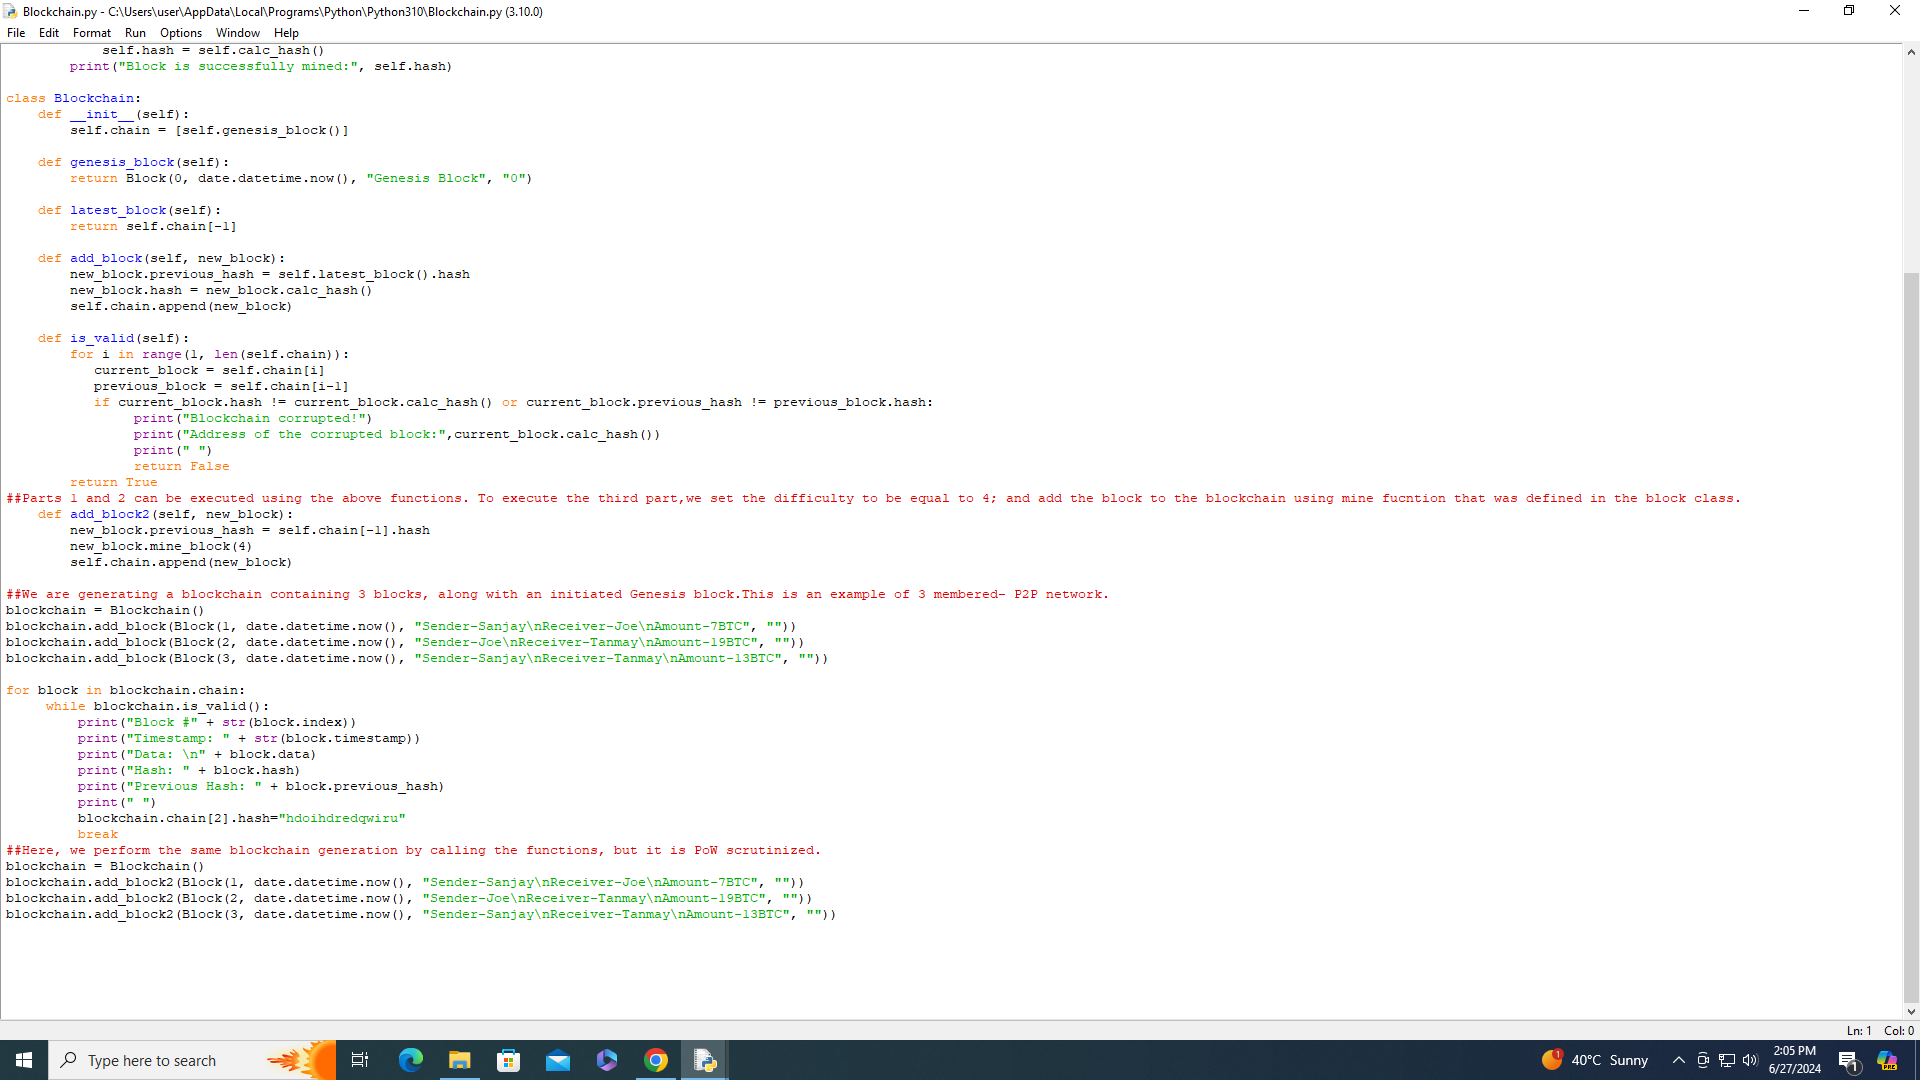 Blockchain.py - C:\Users\user\AppData\Local\Programs\Python\Python310\Blockchain.py (3.10.0)
File Edit Format Run Options Window Help
            self.hash = self.calc_hash()
        print("Block is successfully mined:", self.hash)
class Blockchain:
    def __init__(self):
        self.chain = [self.genesis_block()]
    def genesis_block(self):
        return Block(0, date.datetime.now(), "Genesis Block", "0")
    def latest_block(self):
        return self.chain[-1]
    def add_block(self, new_block):
        new_block.previous_hash = self.latest_block().hash
        new_block.hash = new_block.calc_hash()
        self.chain.append(new_block)
    def is_valid(self):
        for i in range(1, len(self.chain)):
           current_block = self.chain[i]
           previous_block = self.chain[i-1]
           if current_block.hash != current_block.calc_hash() or current_block.previous_hash != previous_block.hash:
                print("Blockchain corrupted!")
                print("Address of the corrupted block:",current_block.calc_hash())
                print(" ")
                return False
        return True
##Parts 1 and 2 can be executed using the above functions. To execute the third part,we set the difficulty to be equal to 4; and add the block to the blockchain using mine fucntion that was defined in the block class.
    def add_block2(self, new_block):
        new_block.previous_hash = self.chain[-1].hash
        new_block.mine_block(4)
        self.chain.append(new_block)
##We are generating a blockchain containing 3 blocks, along with an initiated Genesis block.This is an example of 3 membered- P2P network.
blockchain = Blockchain()
blockchain.add_block(Block(1, date.datetime.now(), "Sender-Sanjay\nReceiver-Joe\nAmount-7BTC", ""))
blockchain.add_block(Block(2, date.datetime.now(), "Sender-Joe\nReceiver-Tanmay\nAmount-19BTC", ""))
blockchain.add_block(Block(3, date.datetime.now(), "Sender-Sanjay\nReceiver-Tanmay\nAmount-13BTC", ""))
for block in blockchain.chain:
     while blockchain.is_valid():
         print("Block #" + str(block.index))
         print("Timestamp: " + str(block.timestamp))
         print("Data: \n" + block.data)
         print("Hash: " + block.hash)
         print("Previous Hash: " + block.previous_hash)
         print(" ")
         blockchain.chain[2].hash="hdoihdredqwiru"
         break
##Here, we perform the same blockchain generation by calling the functions, but it is PoW scrutinized.
blockchain = Blockchain()
blockchain.add_block2(Block(1, date.datetime.now(), "Sender-Sanjay\nReceiver-Joe\nAmount-7BTC", ""))
blockchain.add_block2(Block(2, date.datetime.now(), "Sender-Joe\nReceiver-Tanmay\nAmount-19BTC", ""))
blockchain.add_block2(Block(3, date.datetime.now(), "Sender-Sanjay\nReceiver-Tanmay\nAmount-13BTC", ""))
Ln: 1 Col: 0
Type here to search
1
40°C Sunny
2:05 PM
6/27/2024
1
PRE